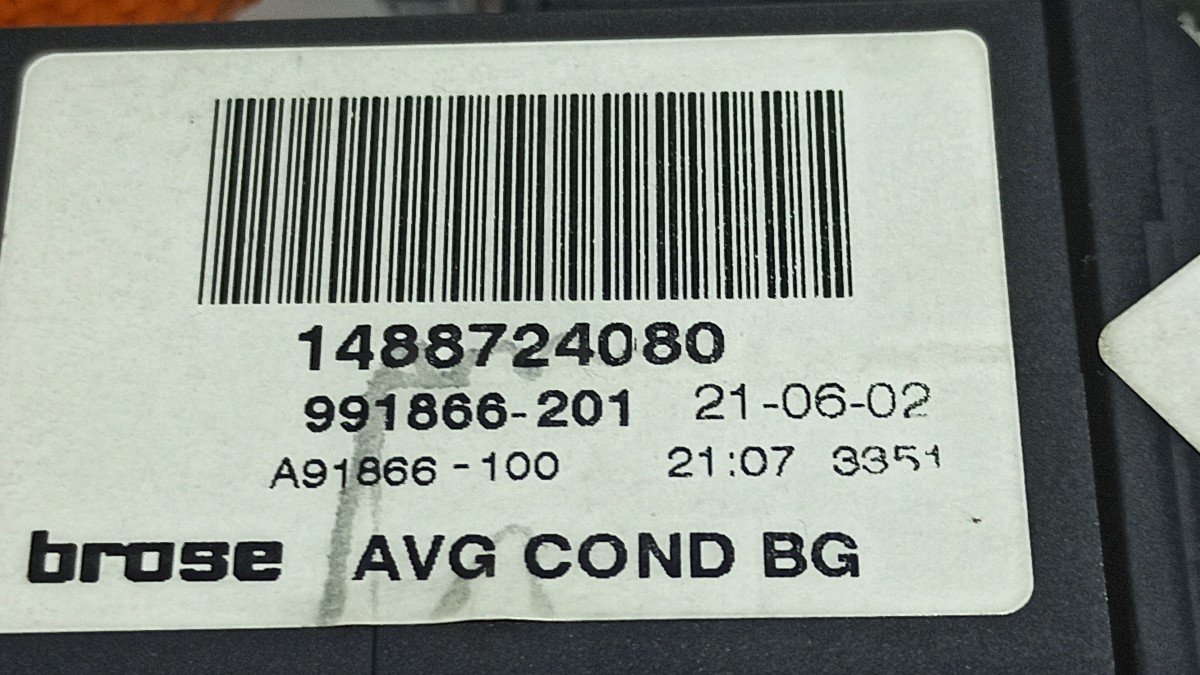 1488724080
991866-201 21-06-02
A91866-100 21:07 3351
brose AVG COND BG